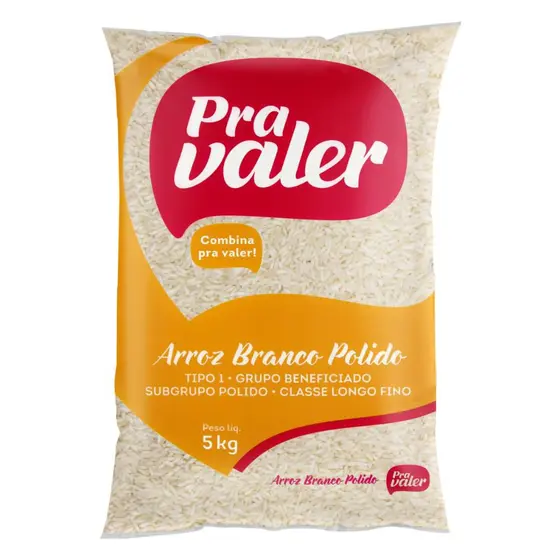 Pra
valer
Combina
pra valer!
Arroz Branco Polido
TIPO 1 • GRUPO BENEFICIADO
SUBGRUPO POLIDO • CLASSE LONGO FINO
Peso líq.
5 kg
Arroz Branco Polido
Pra
valer